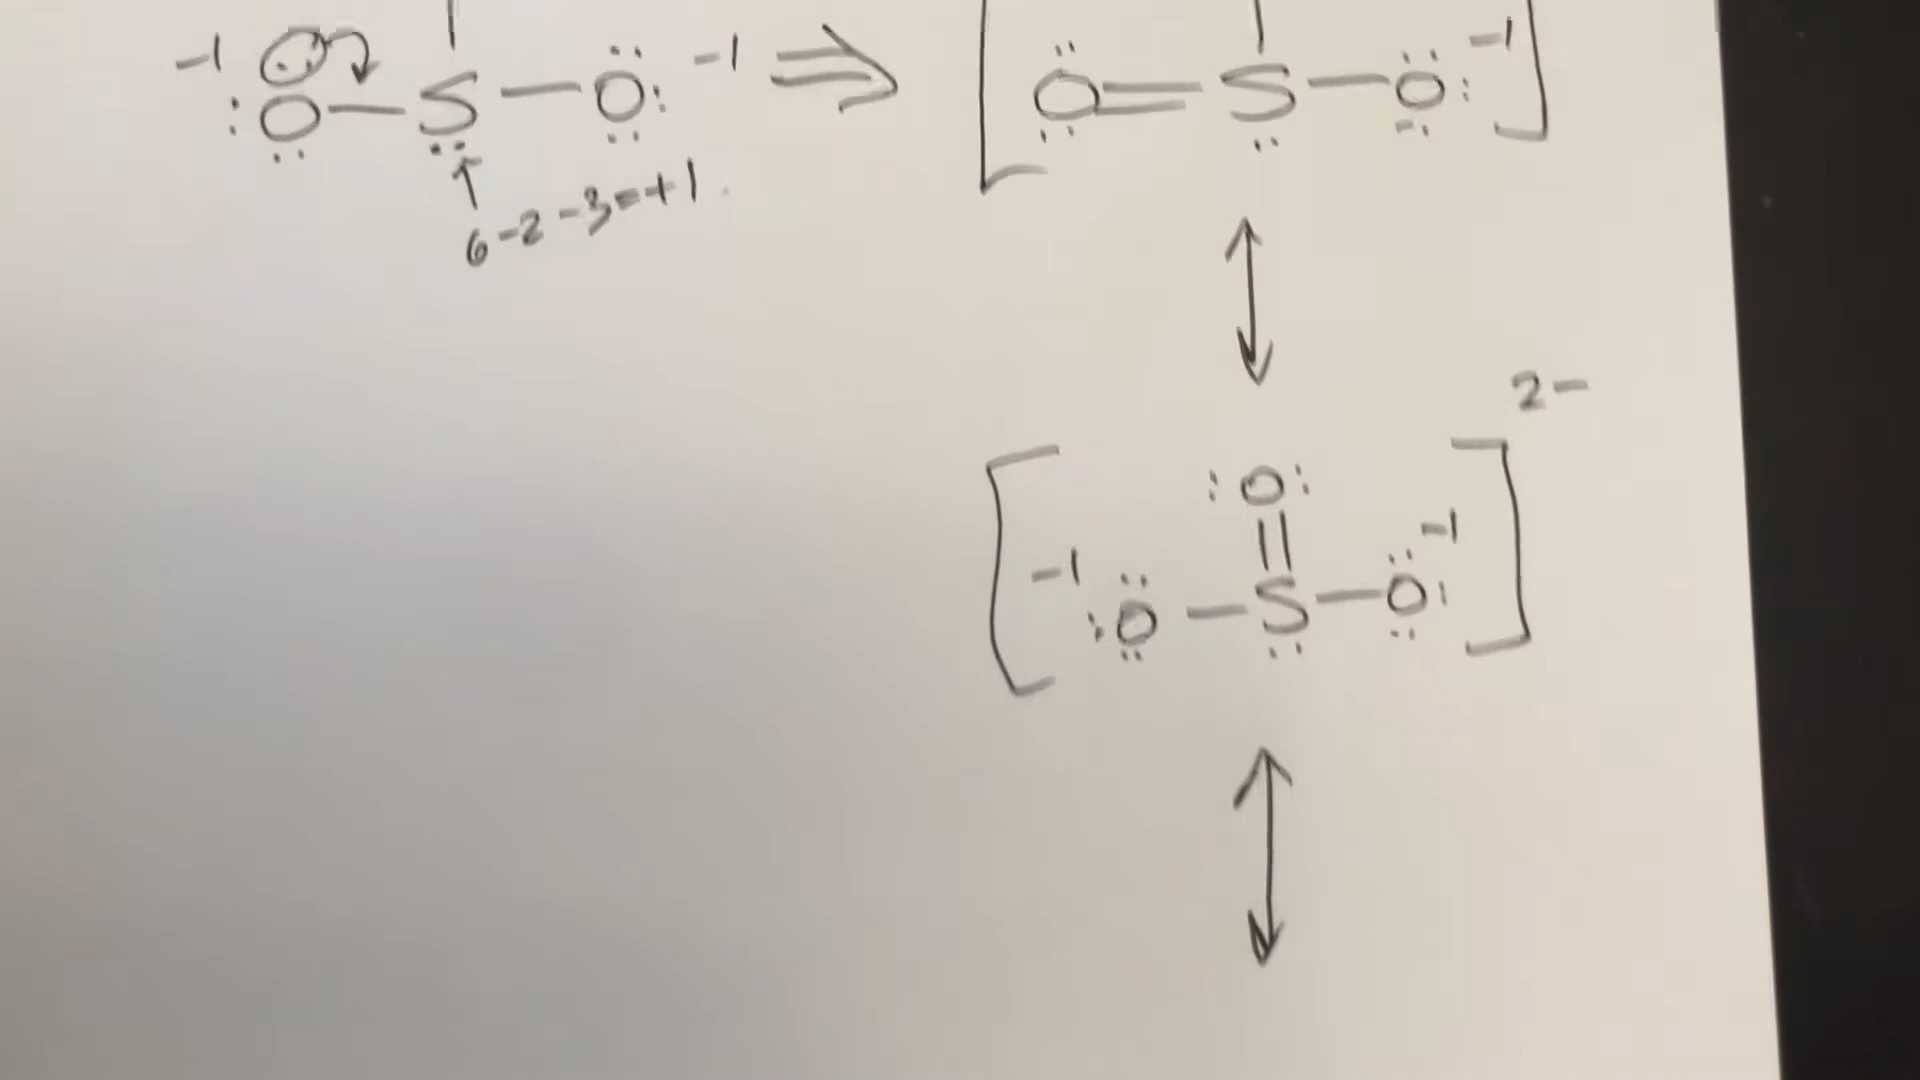 -1 :Ö: — S̈ — Ö: -1 ⇒ [ Ö = S̈ — Ö: -1 ]
6-2-3=+1
2-
:O:
-1 :Ö — S̈ — Ö: -1